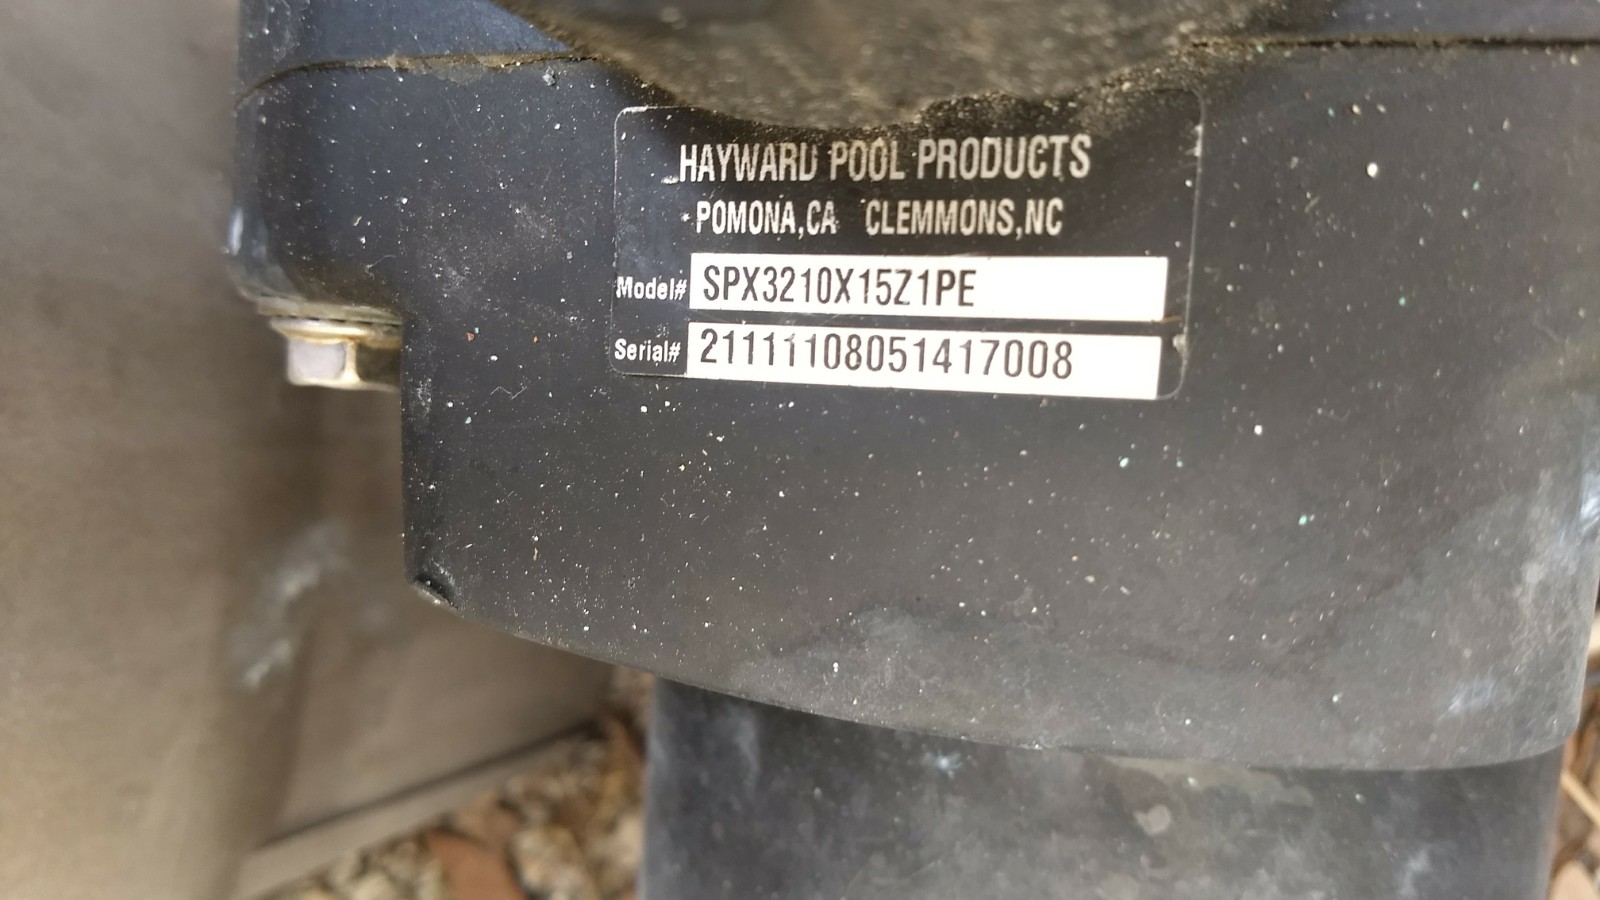 HAYWARD POOL PRODUCTS
POMONA,CA CLEMMONS,NC
Model# SPX3210X15Z1PE
Serial# 21111108051417008